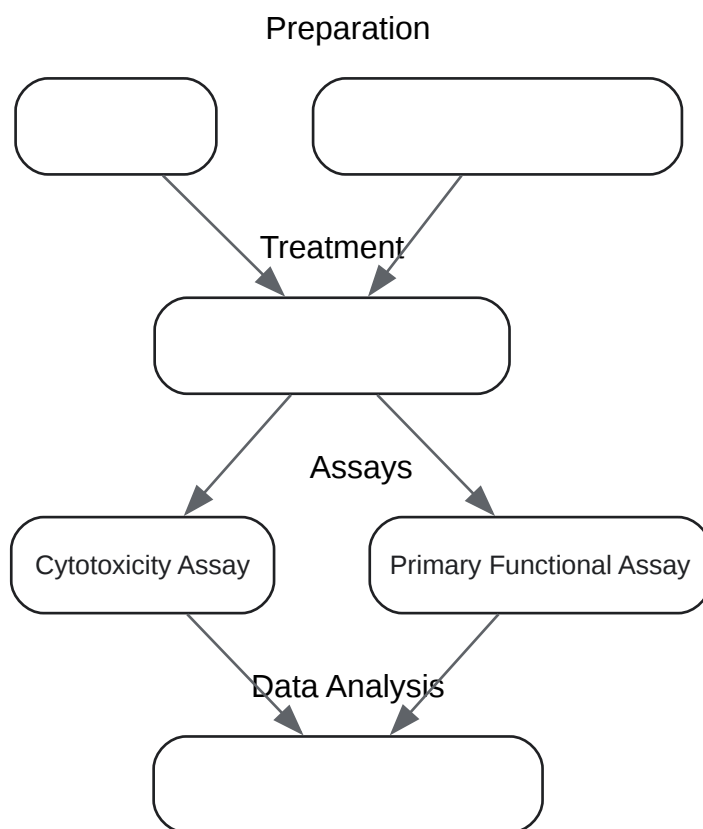 Preparation
Treatment
Assays
Cytotoxicity Assay
Primary Functional Assay
Data Analysis